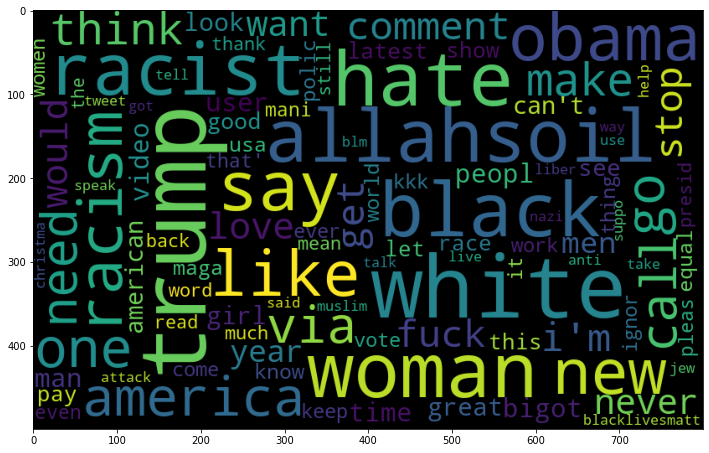 0
women
think
look
want
comment
obama
racist
thank
tell
polic
still
hate
latest
show
make
help
stop
100
the
tweet
got
user
mani
can't
would
racism
video
good
usa
that'
allahsoil
blm
way
use
200
speak
trump
say
love
ever
get
world
kkk
black
peopl
liber
see
thing
nazi
suppo
go
presid
need
american
back
maga
word
mean
let
race
work
men
it
anti
call
equal
300
christma
like
talk
live
white
take
read
girl
said
muslim
one
via
much
vote
fuck
this
i'm
ignor
pleas
400
man
attack
come
year
know
woman
new
jew
pay
even
america
keep
time
great
bigot
never
blacklivesmatt
0
100
200
300
400
500
600
700